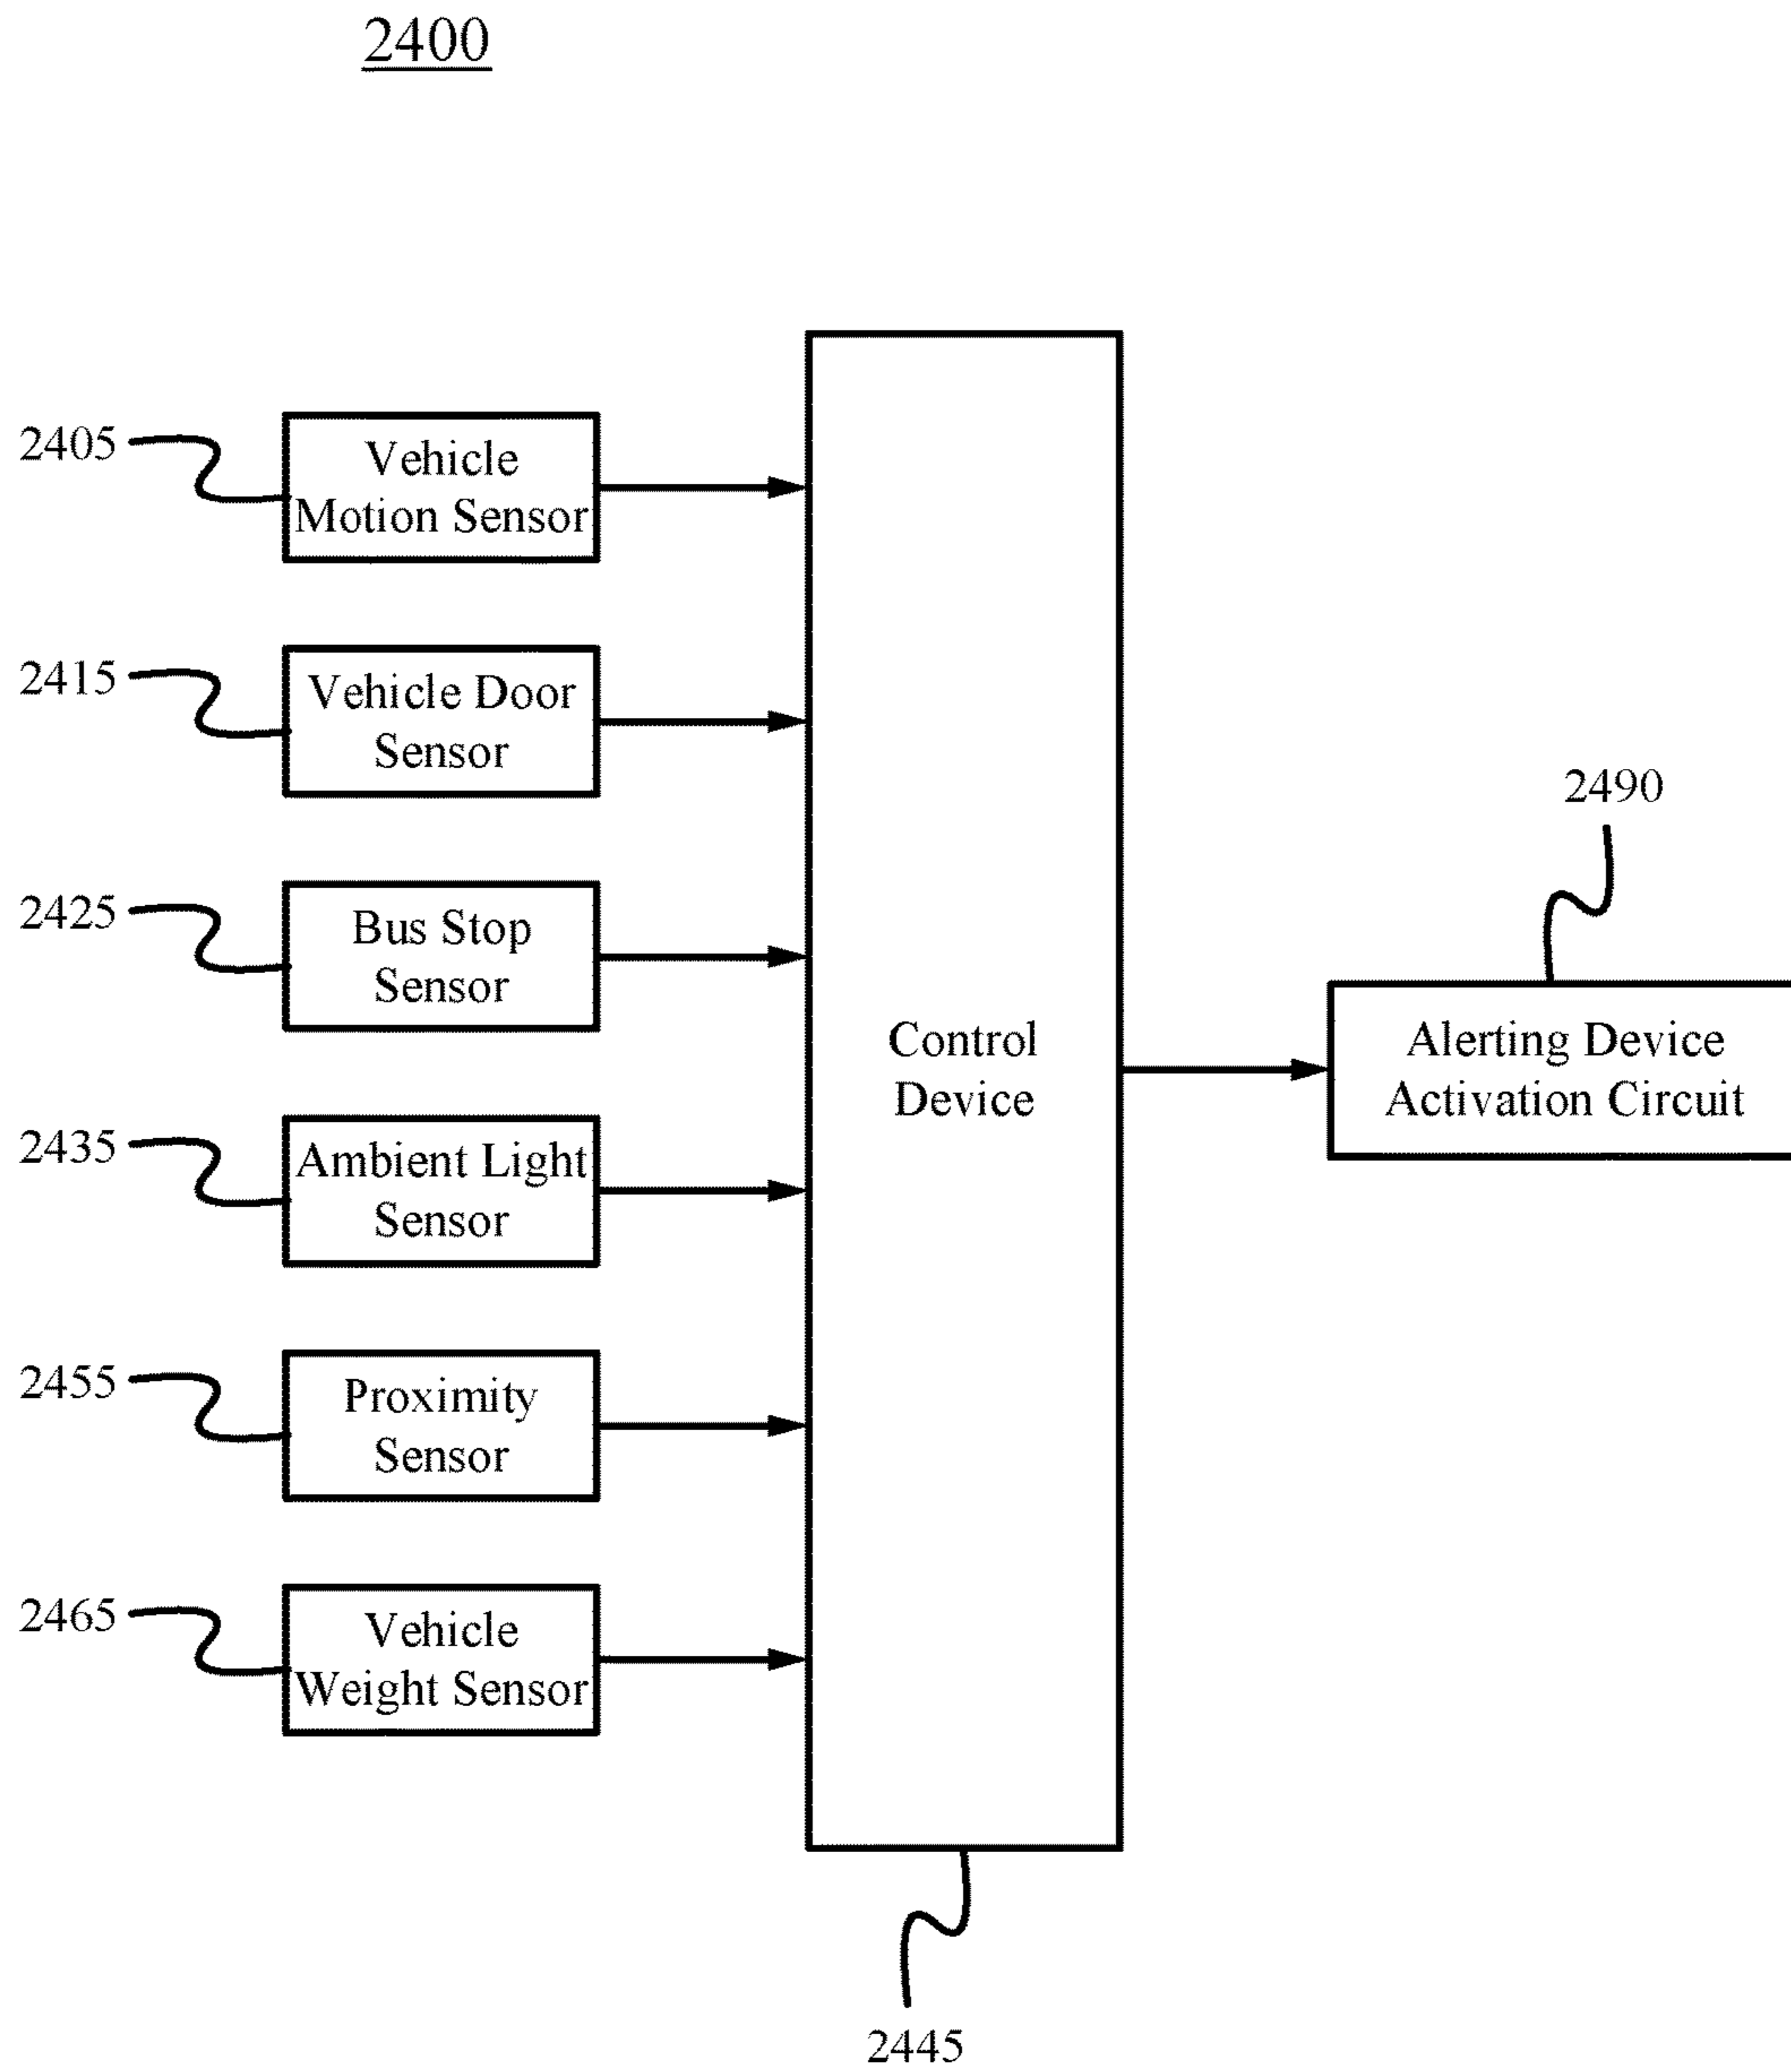 2400
2405
Vehicle
Motion Sensor
2415
Vehicle Door
Sensor
2425
Bus Stop
Sensor
2435
Ambient Light
Sensor
2455
Proximity
Sensor
2465
Vehicle
Weight Sensor
Control
Device
2445
2490
Alerting Device
Activation Circuit